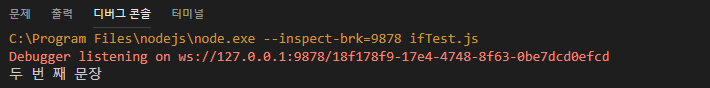 문제 출력 디버그 콘솔 터미널
C:\Program Files\nodejs\node.exe --inspect-brk=9878 ifTest.js
Debugger listening on ws://127.0.0.1:9878/18f178f9-17e4-4748-8f63-0be7dcd0efcd
두 번 째 문장